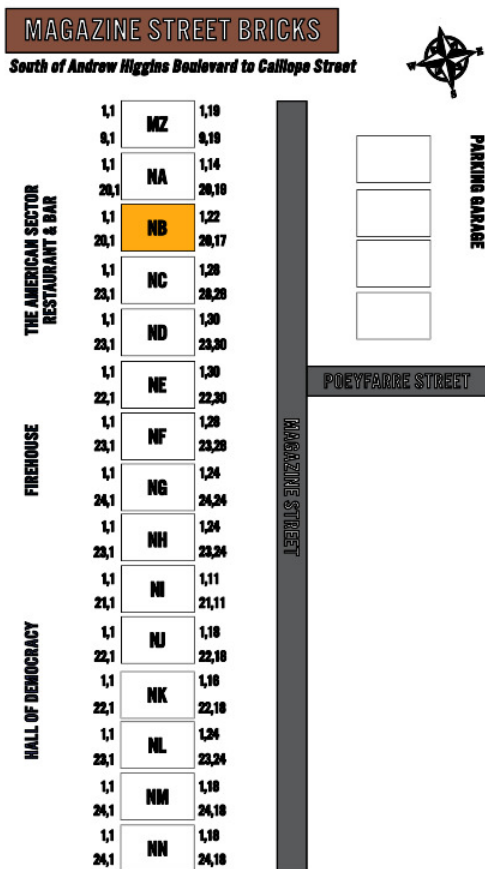 MAGAZINE STREET BRICKS
South of Andrew Higgins Boulevard to Calliope Street
N
E
S
W
1,1 MZ 1,19
9,1 9,19
1,1 NA 1,14
20,1 20,19
1,1 NB 1,22
20,1 20,17
1,1 NC 1,28
23,1 28,28
1,1 ND 1,30
23,1 23,30
1,1 NE 1,30
22,1 22,30
1,1 NF 1,28
23,1 23,28
1,1 NG 1,24
24,1 24,24
1,1 NH 1,24
23,1 23,24
1,1 NI 1,11
21,1 21,11
1,1 NJ 1,18
22,1 22,18
1,1 NK 1,16
22,1 22,18
1,1 NL 1,24
23,1 23,24
1,1 NM 1,18
24,1 24,18
1,1 NN 1,18
24,1 24,18
THE AMERICAN SECTOR
RESTAURANT & BAR
FIREHOUSE
HALL OF DEMOCRACY
MAGAZINE STREET
POEYFARRE STREET
PARKING GARAGE